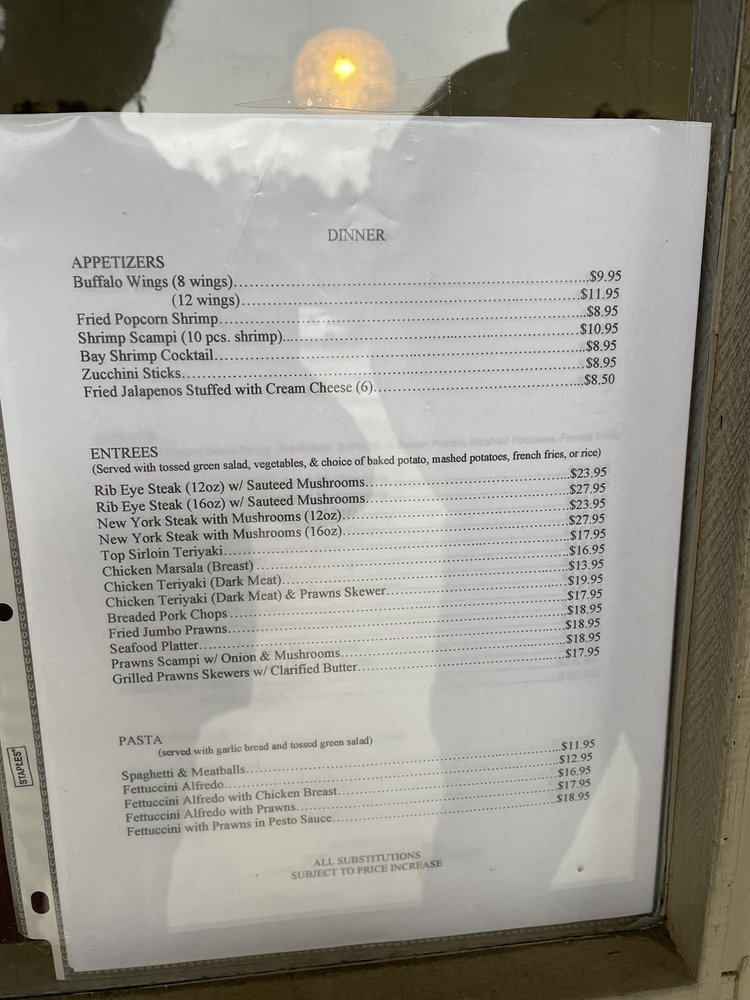 DINNER
APPETIZERS
Buffalo Wings (8 wings)..........$9.95
(12 wings)..........$11.95
Fried Popcorn Shrimp..........$8.95
Shrimp Scampi (10 pcs. shrimp)..........$10.95
Bay Shrimp Cocktail..........$8.95
Zucchini Sticks..........$8.95
Fried Jalapenos Stuffed with Cream Cheese (6)..........$8.50
ENTREES
(Served with tossed green salad, vegetables, & choice of baked potato, mashed potatoes, french fries, or rice)
Rib Eye Steak (12oz) w/ Sauteed Mushrooms..........$23.95
Rib Eye Steak (16oz) w/ Sauteed Mushrooms..........$27.95
New York Steak with Mushrooms (12oz)..........$23.95
New York Steak with Mushrooms (16oz)..........$27.95
Top Sirloin Teriyaki..........$17.95
Chicken Marsala (Breast)..........$16.95
Chicken Teriyaki (Dark Meat)..........$13.95
Chicken Teriyaki (Dark Meat) & Prawns Skewer..........$19.95
Breaded Pork Chops..........$17.95
Fried Jumbo Prawns..........$18.95
Seafood Platter..........$18.95
Prawns Scampi w/ Onion & Mushrooms..........$18.95
Grilled Prawns Skewers w/ Clarified Butter..........$17.95
PASTA
(served with garlic bread and tossed green salad)
Spaghetti & Meatballs..........$11.95
Fettuccini Alfredo..........$12.95
Fettuccini Alfredo with Chicken Breast..........$16.95
Fettuccini Alfredo with Prawns..........$17.95
Fettuccini with Prawns in Pesto Sauce..........$18.95
ALL SUBSTITUTIONS
SUBJECT TO PRICE INCREASE
STAPLES